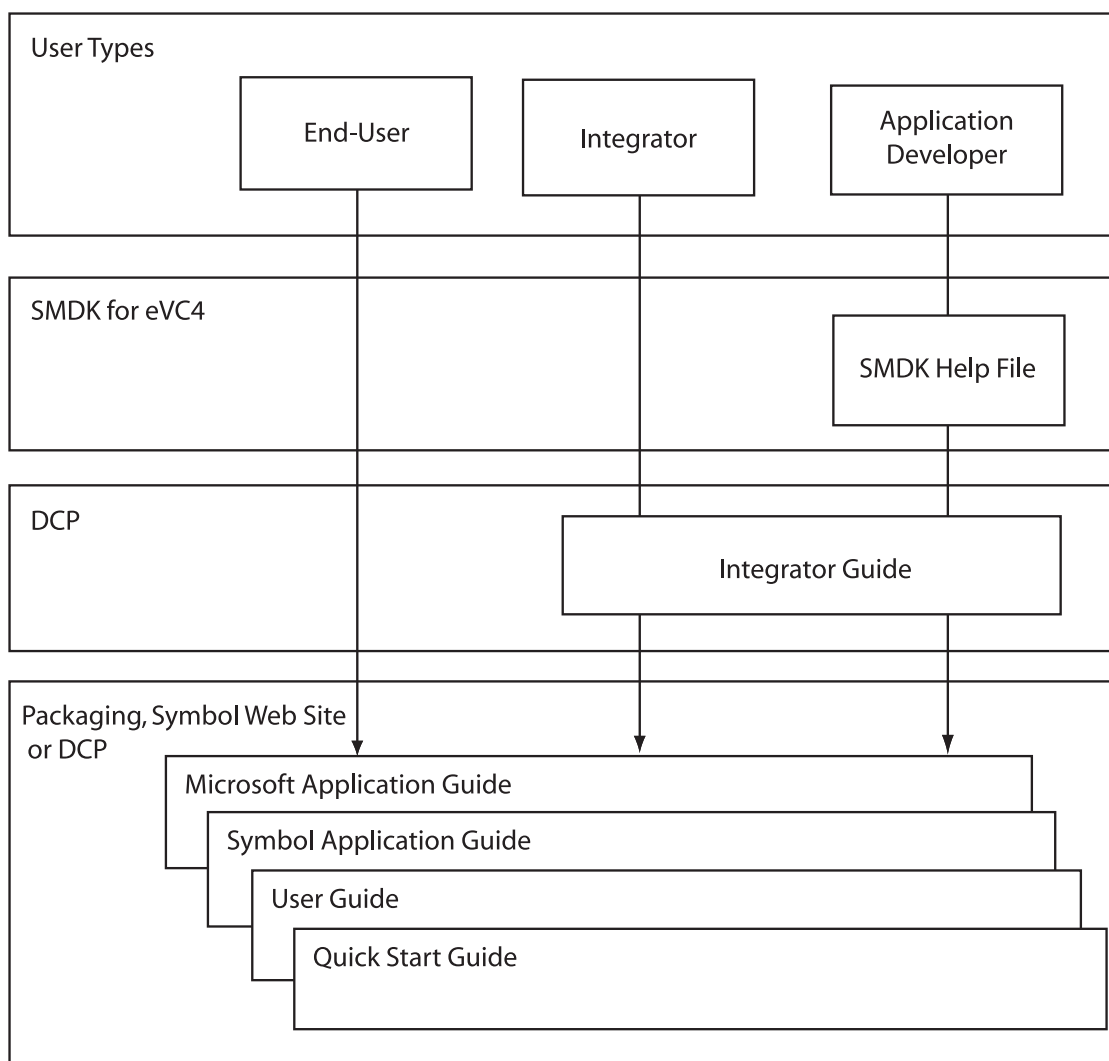 User Types
End-User
Integrator
Application
Developer
SMDK for eVC4
SMDK Help File
DCP
Integrator Guide
Packaging, Symbol Web Site
or DCP
Microsoft Application Guide
Symbol Application Guide
User Guide
Quick Start Guide